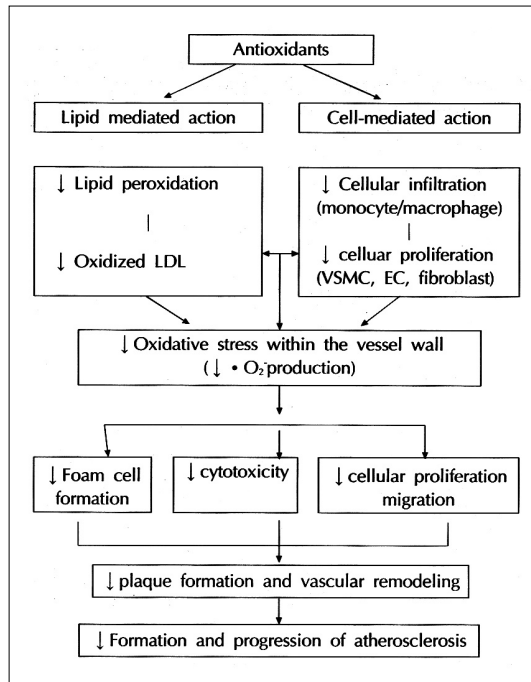 Antioxidants
Lipid mediated action
Cell-mediated action
↓ Lipid peroxidation
↓ Oxidized LDL
↓ Cellular infiltration
(monocyte/macrophage)
↓ celluar proliferation
(VSMC, EC, fibroblast)
↓ Oxidative stress within the vessel wall
(↓ • O₂⁻production)
↓ Foam cell
formation
↓ cytotoxicity
↓ cellular proliferation
migration
↓ plaque formation and vascular remodeling
↓ Formation and progression of atherosclerosis